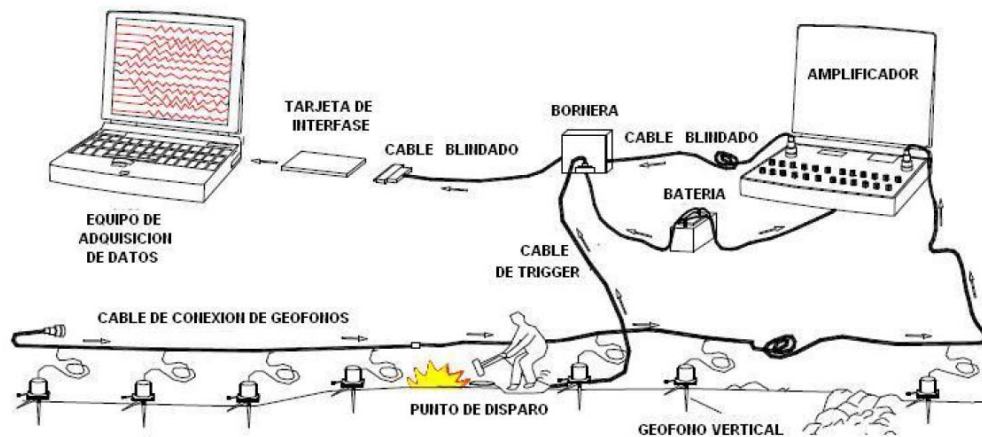 AMPLIFICADOR
TARJETA DE
INTERFASE
BORNERA
CABLE BLINDADO
CABLE BLINDADO
BATERIA
EQUIPO DE
ADQUISICION
DE DATOS
CABLE
DE TRIGGER
CABLE DE CONEXION DE GEOFONOS
PUNTO DE DISPARO
GEOFONO VERTICAL